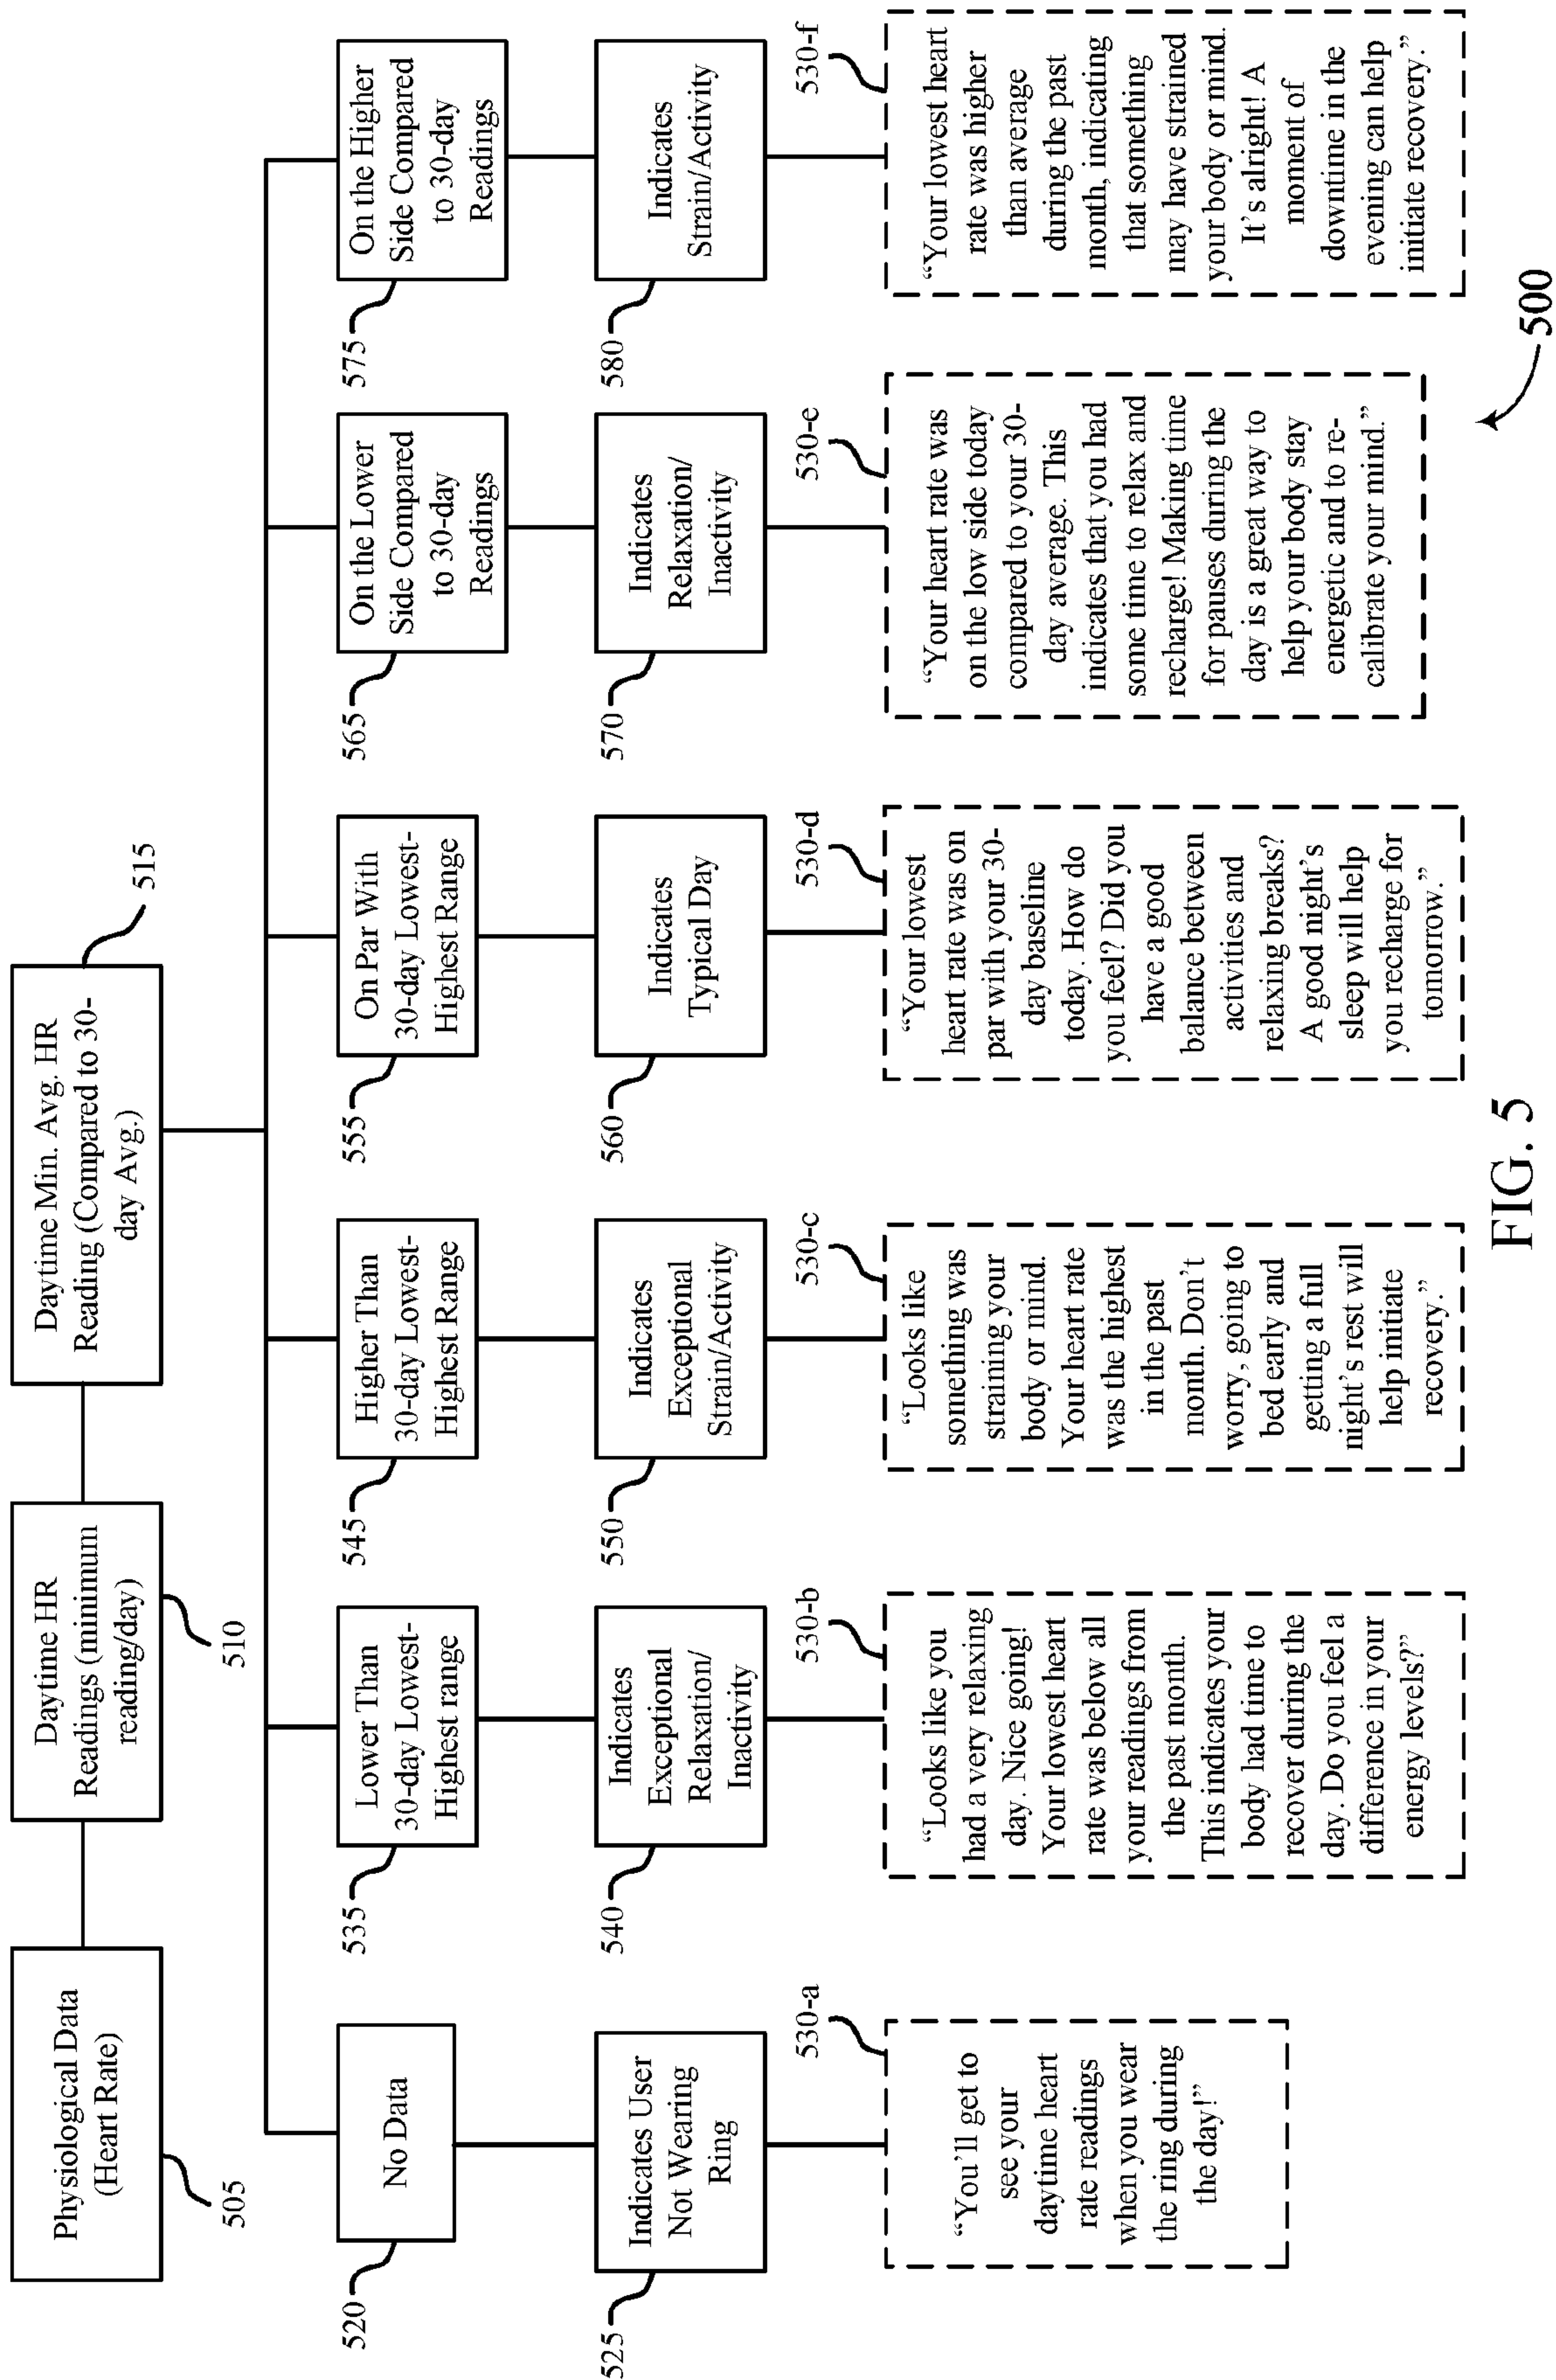 Physiological Data
(Heart Rate)
505
Daytime HR
Readings (minimum
reading/day)
510
Daytime Min. Avg. HR
Reading (Compared to 30-
day Avg.)
515
520
No Data
525
Indicates User
Not Wearing
Ring
530-a
“You’ll get to
see your
daytime heart
rate readings
when you wear
the ring during
the day!”
535
Lower Than
30-day Lowest-
Highest range
540
Indicates
Exceptional
Relaxation/
Inactivity
530-b
“Looks like you
had a very relaxing
day. Nice going!
Your lowest heart
rate was below all
your readings from
the past month.
This indicates your
body had time to
recover during the
day. Do you feel a
difference in your
energy levels?”
545
Higher Than
30-day Lowest-
Highest Range
550
Indicates
Exceptional
Strain/Activity
530-c
“Looks like
something was
straining your
body or mind.
Your heart rate
was the highest
in the past
month. Don’t
worry, going to
bed early and
getting a full
night’s rest will
help initiate
recovery.”
555
On Par With
30-day Lowest-
Highest Range
560
Indicates
Typical Day
530-d
“Your lowest
heart rate was on
par with your 30-
day baseline
today. How do
you feel? Did you
have a good
balance between
activities and
relaxing breaks?
A good night’s
sleep will help
you recharge for
tomorrow.”
565
On the Lower
Side Compared
to 30-day
Readings
570
Indicates
Relaxation/
Inactivity
530-e
“Your heart rate was
on the low side today
compared to your 30-
day average. This
indicates that you had
some time to relax and
recharge! Making time
for pauses during the
day is a great way to
help your body stay
energetic and to re-
calibrate your mind.”
575
On the Higher
Side Compared
to 30-day
Readings
580
Indicates
Strain/Activity
530-f
“Your lowest heart
rate was higher
than average
during the past
month, indicating
that something
may have strained
your body or mind.
It’s alright! A
moment of
downtime in the
evening can help
initiate recovery.”
500
FIG. 5